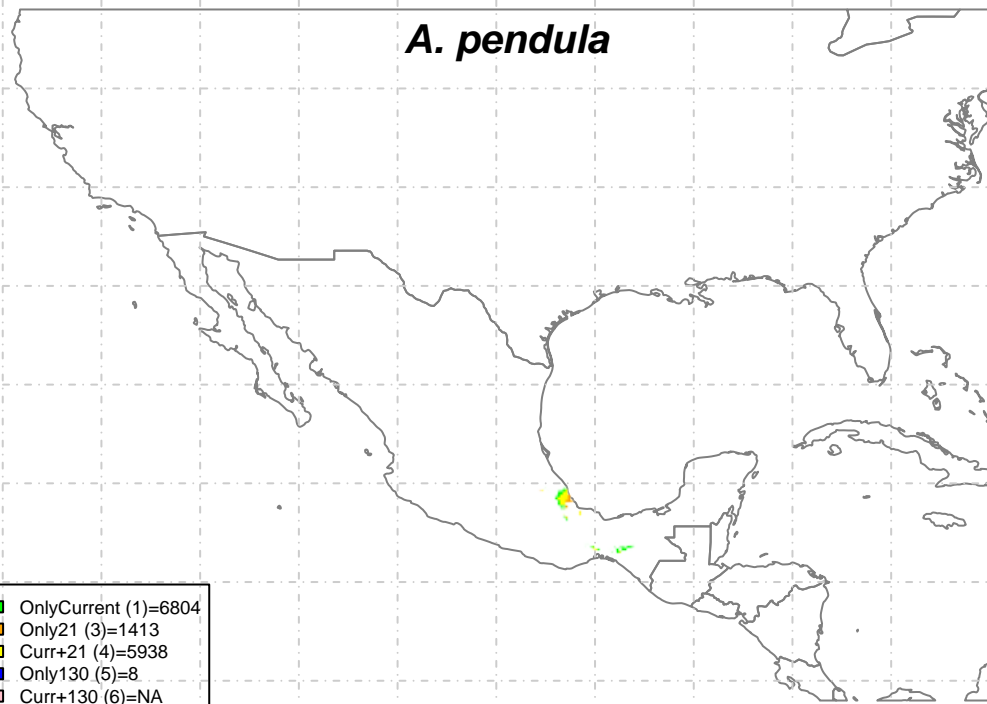 A. pendula
OnlyCurrent (1)=6804
Only21 (3)=1413
Curr+21 (4)=5938
Only130 (5)=8
Curr+130 (6)=NA